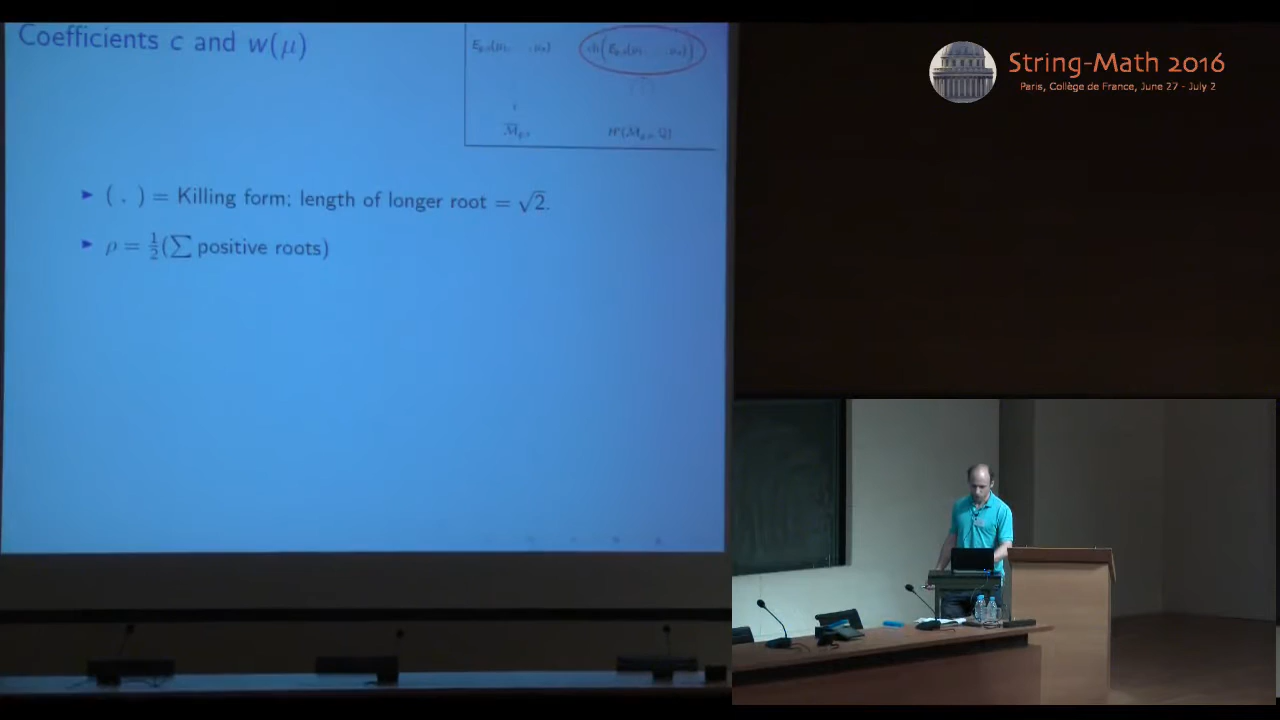 Coefficients c and w(μ)
► ( . ) = Killing form; length of longer root = √2.
► ρ = ½(∑ positive roots)
String-Math 2016
Paris, Collège de France, June 27 - July 2